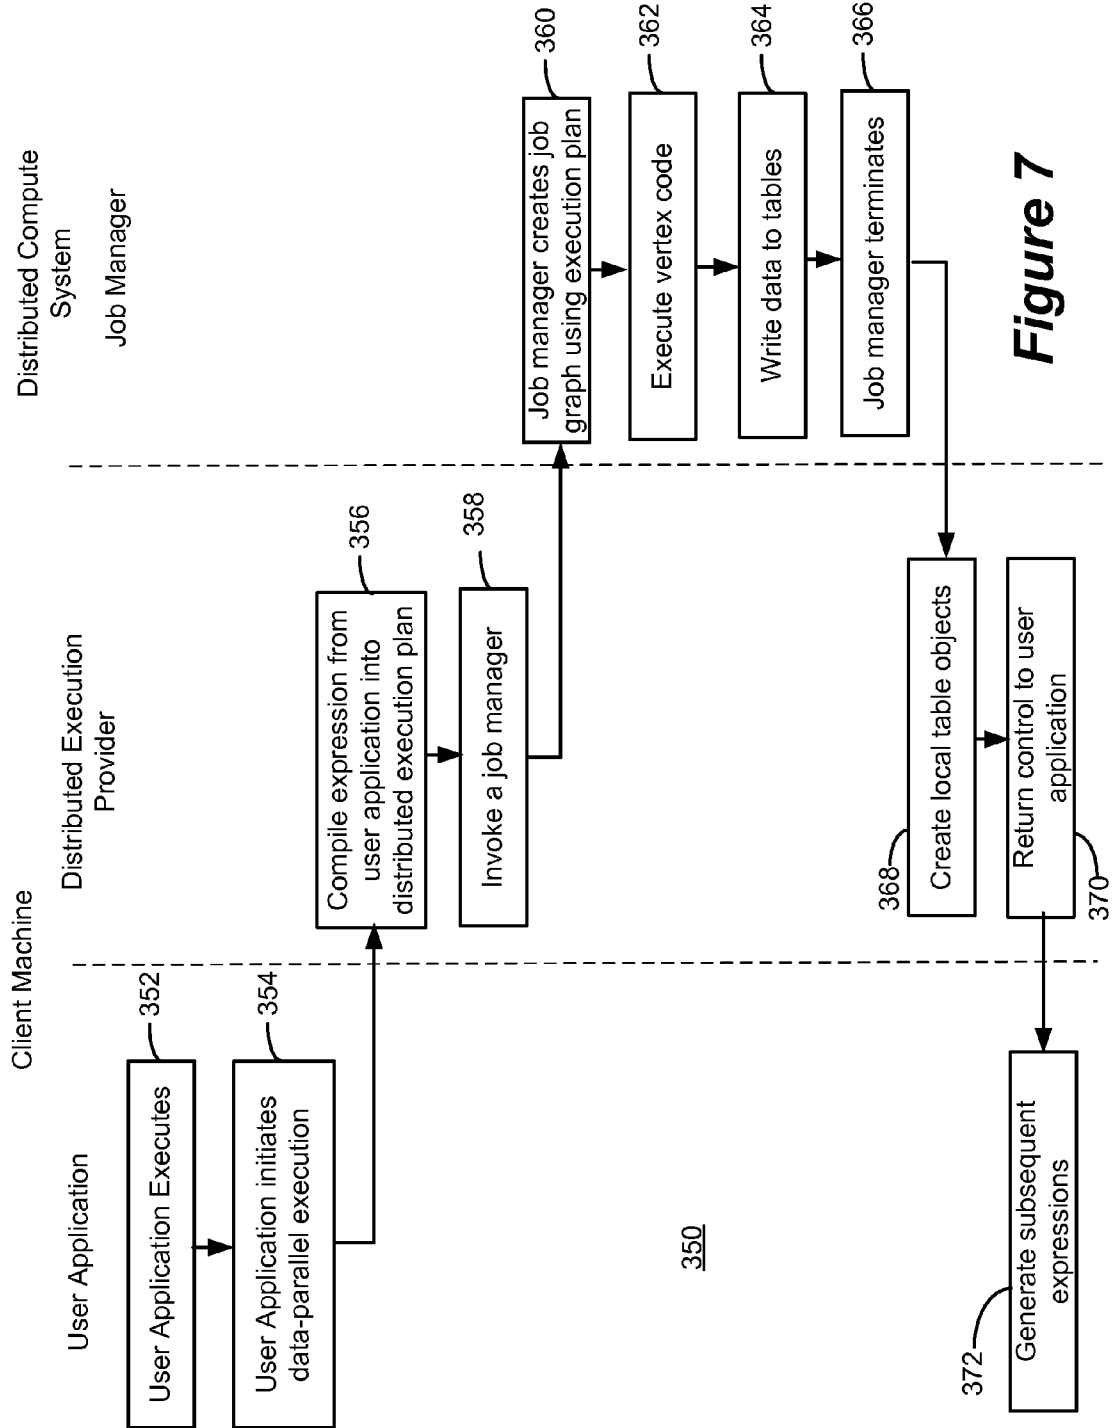 Client Machine
Distributed Compute
System
User Application
Distributed Execution
Provider
Job Manager
User Application Executes
352
User Application initiates
data-parallel execution
354
Compile expression from
user application into
distributed execution plan
356
Invoke a job manager
358
Job manager creates job
graph using execution plan
360
Execute vertex code
362
Write data to tables
364
Job manager terminates
366
368
Create local table objects
Return control to user
application
370
372
Generate subsequent
expressions
350
Figure 7